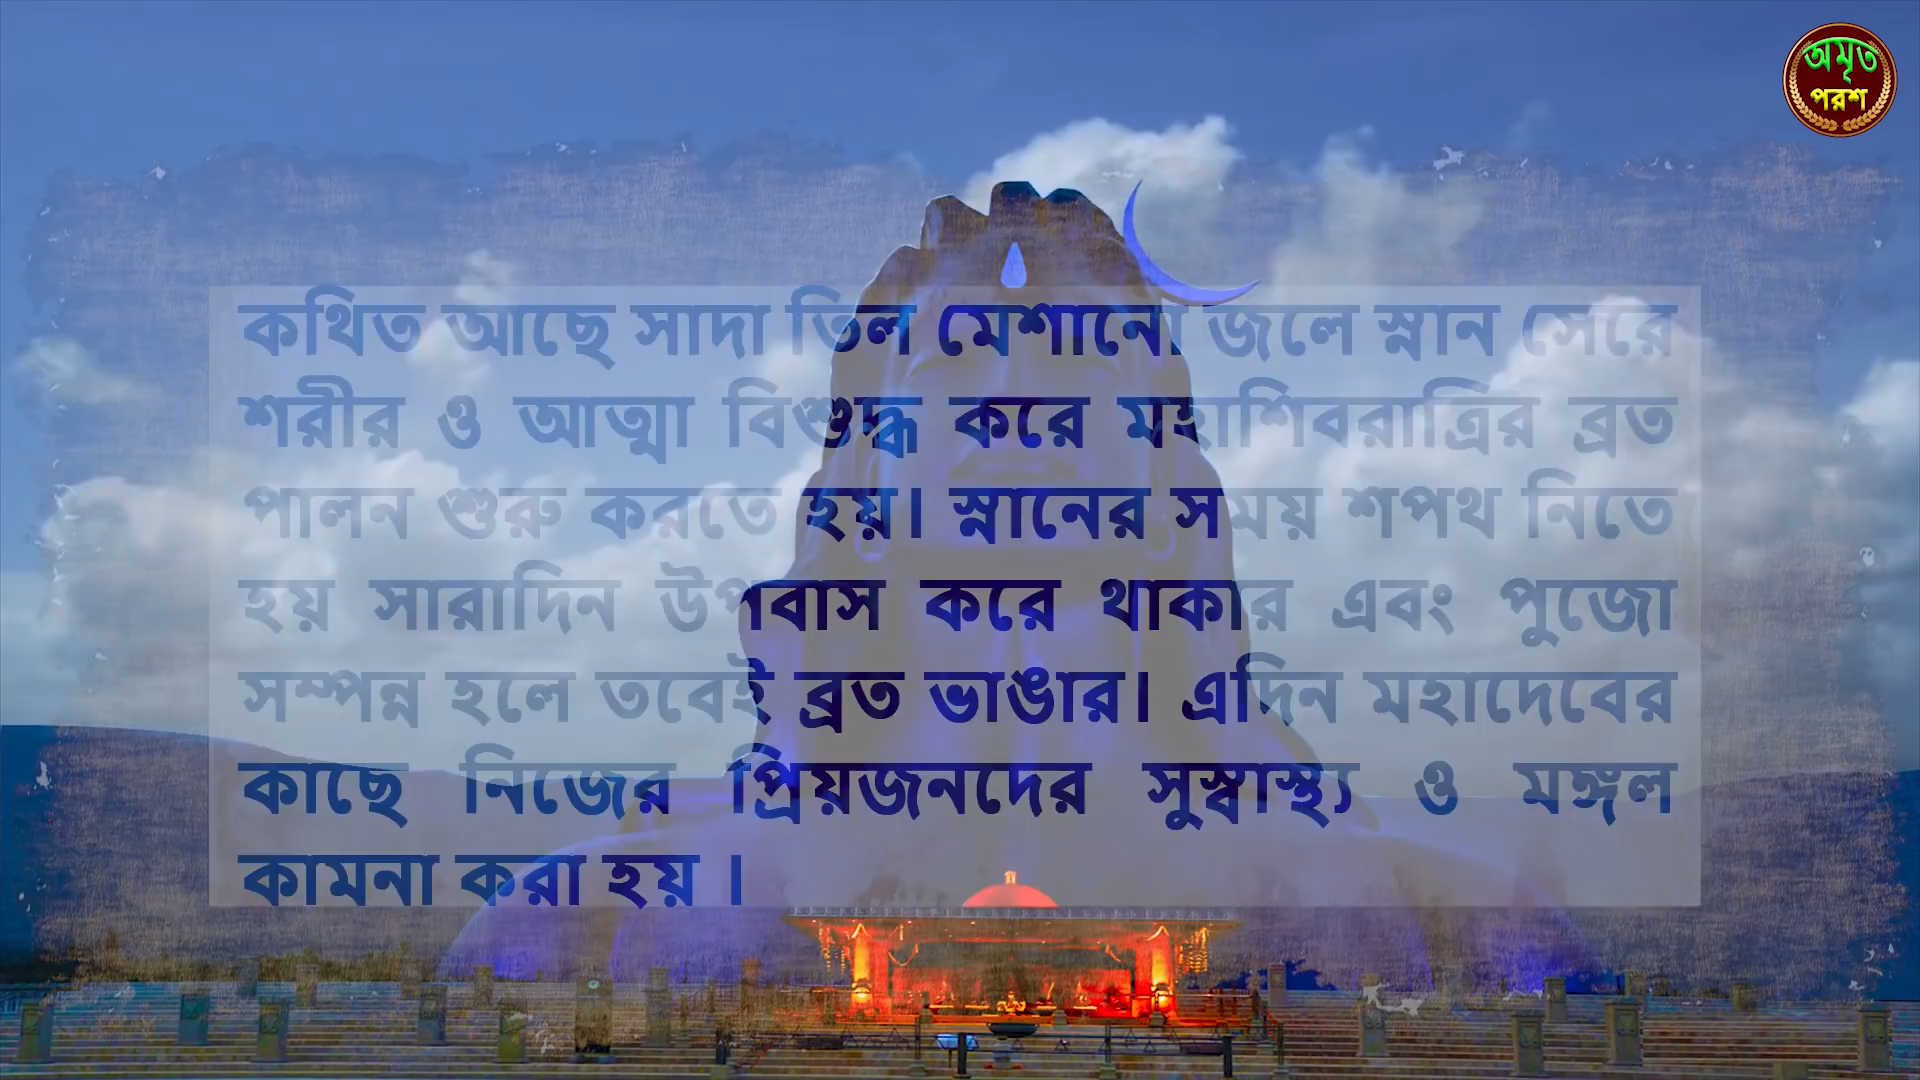 অমৃত
পরশ
কথিত আছে সাদা তিল মেশানো জলে স্নান সেরে
শরীর ও আত্মা বিশুদ্ধ করে মহাশিবরাত্রির ব্রত
পালন শুরু করতে হয়। স্নানের সময় শপথ নিতে
হয় সারাদিন উপবাস করে থাকার এবং পুজো
সম্পন্ন হলে তবেই ব্রত ভাঙার। এদিন মহাদেবের
কাছে নিজের প্রিয়জনদের সুস্বাস্থ্য ও মঙ্গল
কামনা করা হয় ।